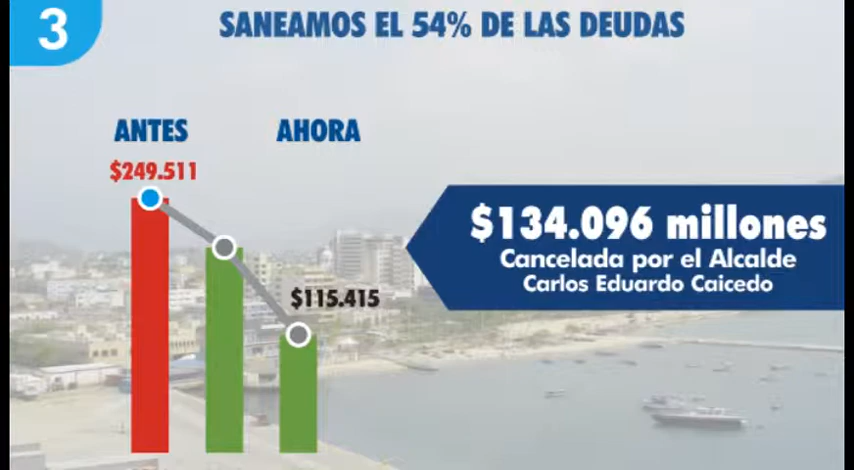 3
SANEAMOS EL 54% DE LAS DEUDAS
ANTES
AHORA
$249.511
$134.096 millones
Cancelada por el Alcalde
Carlos Eduardo Caicedo
$115.415